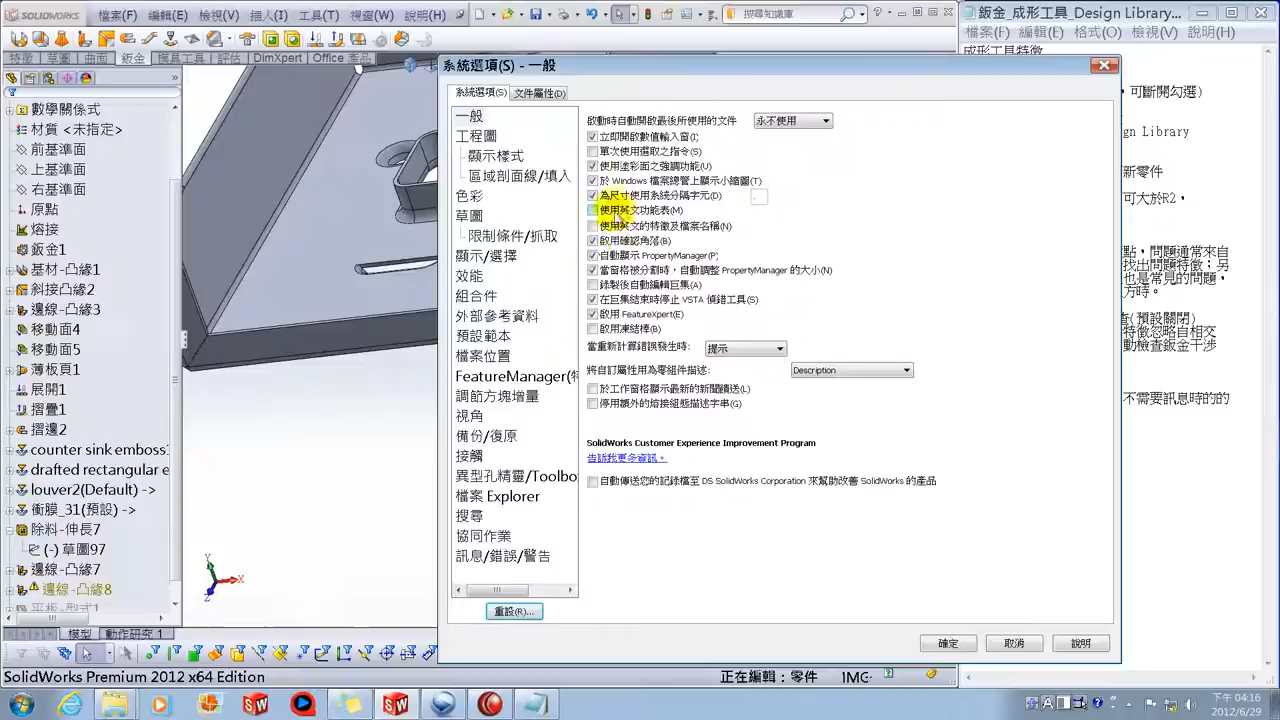 SOLIDWORKS
檔案(F) 編輯(E) 檢視(V) 插入(I) 工具(T) 視窗(W) 說明(H)
搜尋知識庫
特徵 草圖 曲面 鈑金 模具工具 評估 DimXpert Office 產品
數學關係式
材質 <未指定>
前基準面
上基準面
右基準面
原點
熔接
鈑金1
基材-凸緣1
斜接凸緣2
邊線-凸緣3
移動面4
移動面5
薄板頁1
展開1
摺疊1
摺邊2
counter sink emboss
drafted rectangular e
louver2(Default) ->
衝膜_31(預設) ->
除料-伸長7
(-) 草圖97
邊線-凸緣7
邊線-凸緣8
平板-型式1
模型 動作研究 1
SolidWorks Premium 2012 x64 Edition
正在編輯：零件
系統選項(S) - 一般
系統選項(S) 文件屬性(D)
一般
工程圖
顯示樣式
區域剖面線/填入
色彩
草圖
限制條件/抓取
顯示/選擇
效能
組合件
外部參考資料
預設範本
檔案位置
FeatureManager(特
調節方塊增量
視角
備份/復原
接觸
異型孔精靈/Toolbo
檔案 Explorer
搜尋
協同作業
訊息/錯誤/警告
重設(R)...
啟動時自動開啟最後所使用的文件 永不使用
立即開啟數值輸入窗(I)
單次使用選取之指令(S)
使用塗彩面之強調功能(U)
於 Windows 檔案總管上顯示小縮圖(T)
為尺寸使用系統分隔字元(D) .
使用英文功能表(M)
使用英文的特徵及檔案名稱(N)
啟用確認角落(B)
自動顯示 PropertyManager(P)
當窗格被分割時，自動調整 PropertyManager 的大小(N)
錄製後自動編輯巨集(A)
在巨集結束時停止 VSTA 偵錯工具(S)
啟用 FeatureXpert(E)
啟用凍結棒(B)
當重新計算錯誤發生時: 提示
將自訂屬性用為零組件描述: Description
於工作窗格顯示最新的新聞饋送(L)
停用額外的熔接組態描述字串(G)
SolidWorks Customer Experience Improvement Program
告訴我更多資訊。
自動傳送您的記錄檔至 DS SolidWorks Corporation 來幫助改善 SolidWorks 的產品
確定 取消 說明
鈑金_成形工具_Design Library...
檔案(F) 編輯(E) 格式(O) 檢視(V) 說明(H)
成形工具特徵
，可斷開勾選)
ign Library
新零件
可大於R2，
點，問題通常來自
找出問題特徵；另
也是常見的問題，
方時。
查(預設關閉)
特徵忽略自相交
動檢查鈑金干涉
不需要訊息時的的
下午 04:16
2012/6/29